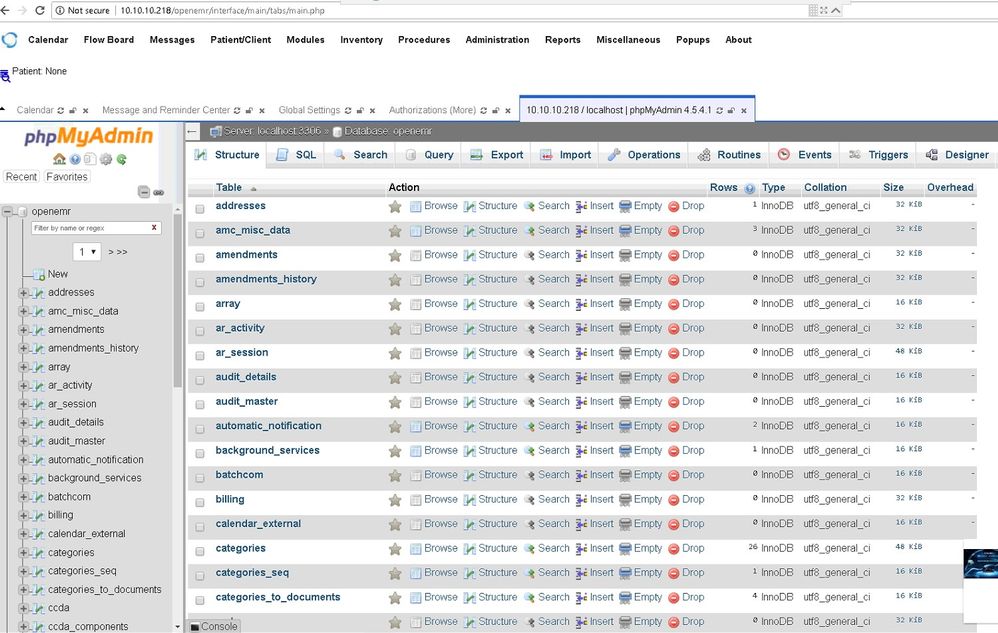 Not secure | 10.10.10.218/openemr/interface/main/tabs/main.php
Calendar Flow Board Messages Patient/Client Modules Inventory Procedures Administration Reports Miscellaneous Popups About
Patient: None
Calendar Message and Reminder Center Global Settings Authorizations (More) 10.10.10.218 / localhost | phpMyAdmin 4.5.4.1
phpMyAdmin
Recent Favorites
openemr
Filter by name or regex X
1 > >>
New
addresses
amc_misc_data
amendments
amendments_history
array
ar_activity
ar_session
audit_details
audit_master
automatic_notification
background_services
batchcom
billing
calendar_external
categories
categories_seq
categories_to_documents
ccda
ccda_components
Server: localhost:3306 » Database: openemr
Structure SQL Search Query Export Import Operations Routines Events Triggers Designer
Table Action Rows Type Collation Size Overhead
addresses Browse Structure Search Insert Empty Drop 1 InnoDB utf8_general_ci 32 KiB -
amc_misc_data Browse Structure Search Insert Empty Drop 3 InnoDB utf8_general_ci 32 KiB -
amendments Browse Structure Search Insert Empty Drop 0 InnoDB utf8_general_ci 32 KiB -
amendments_history Browse Structure Search Insert Empty Drop 0 InnoDB utf8_general_ci 32 KiB -
array Browse Structure Search Insert Empty Drop 0 InnoDB utf8_general_ci 16 KiB -
ar_activity Browse Structure Search Insert Empty Drop 0 InnoDB utf8_general_ci 32 KiB -
ar_session Browse Structure Search Insert Empty Drop 0 InnoDB utf8_general_ci 48 KiB -
audit_details Browse Structure Search Insert Empty Drop 0 InnoDB utf8_general_ci 16 KiB -
audit_master Browse Structure Search Insert Empty Drop 0 InnoDB utf8_general_ci 16 KiB -
automatic_notification Browse Structure Search Insert Empty Drop 2 InnoDB utf8_general_ci 16 KiB -
background_services Browse Structure Search Insert Empty Drop 1 InnoDB utf8_general_ci 16 KiB -
batchcom Browse Structure Search Insert Empty Drop 0 InnoDB utf8_general_ci 16 KiB -
billing Browse Structure Search Insert Empty Drop 0 InnoDB utf8_general_ci 32 KiB -
calendar_external Browse Structure Search Insert Empty Drop 0 InnoDB utf8_general_ci 16 KiB -
categories Browse Structure Search Insert Empty Drop 26 InnoDB utf8_general_ci 48 KiB -
categories_seq Browse Structure Search Insert Empty Drop 1 InnoDB utf8_general_ci 16 KiB -
categories_to_documents Browse Structure Search Insert Empty Drop 4 InnoDB utf8_general_ci 16 KiB -
Browse Structure Search Insert Empty Drop 0 InnoDB utf8_general_ci 32 KiB -
Console